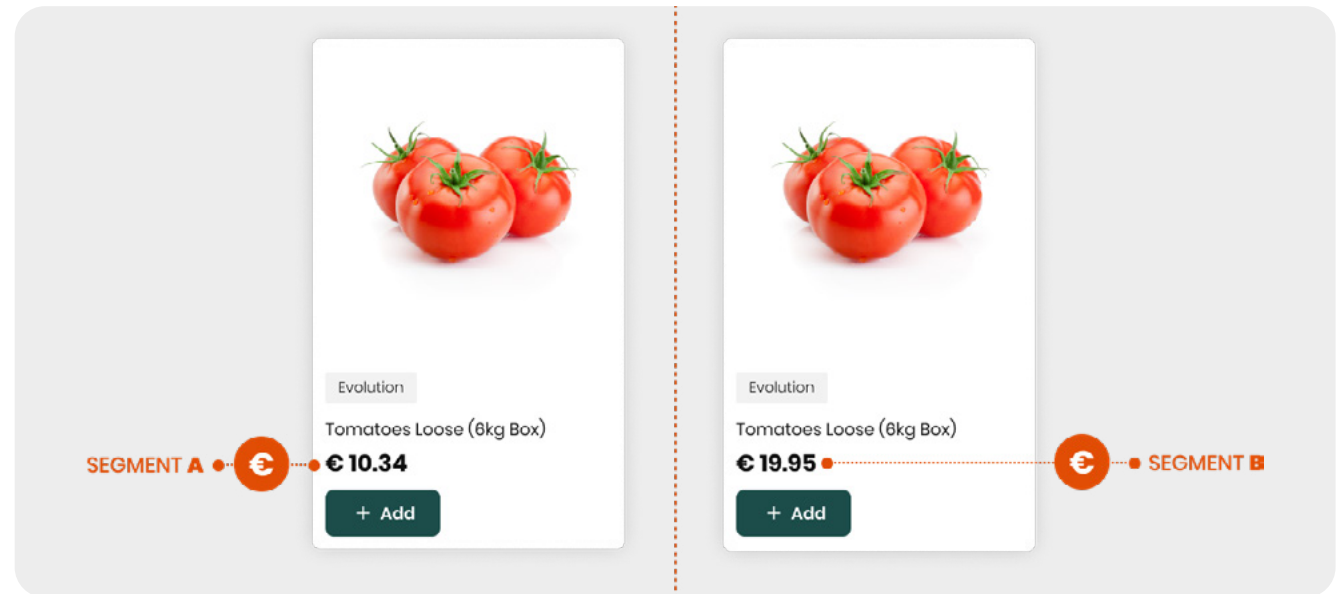 Evolution
Tomatoes Loose (6kg Box)
SEGMENT A € € 10.34
+ Add
Evolution
Tomatoes Loose (6kg Box)
€ 19.95 € SEGMENT B
+ Add